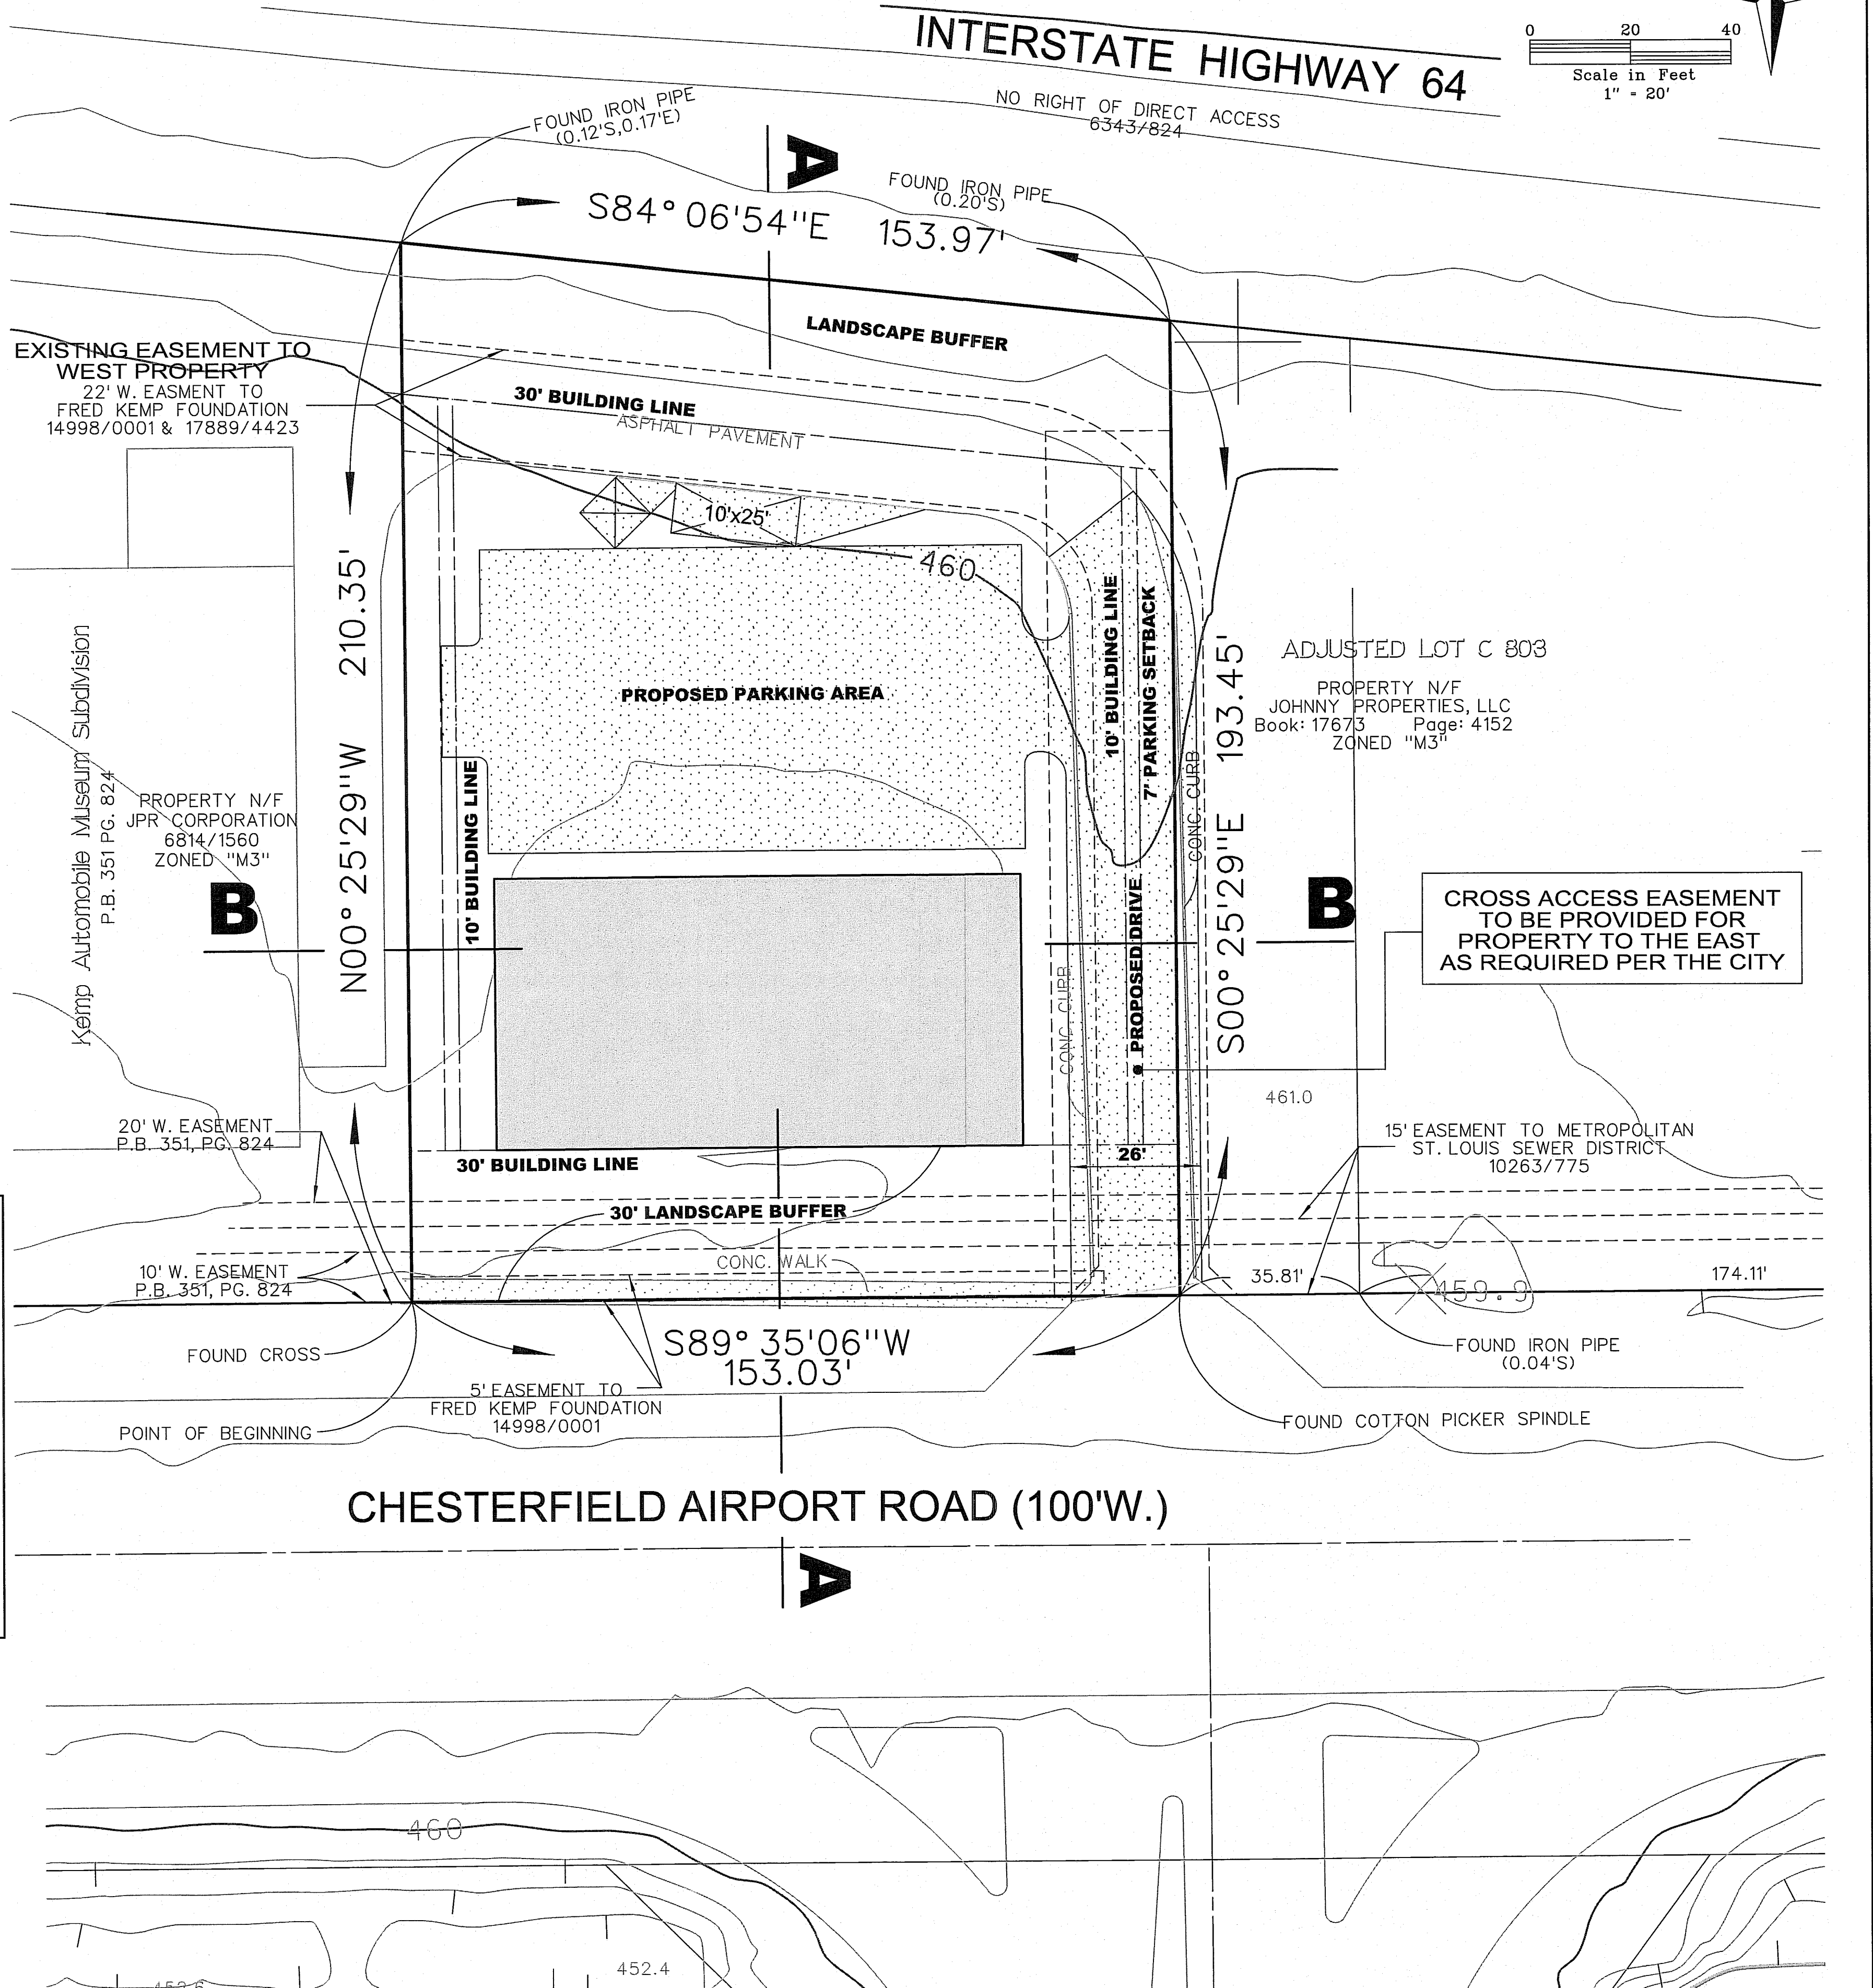 INTERSTATE HIGHWAY 64
NO RIGHT OF DIRECT ACCESS
6343/824
0 20 40
Scale in Feet
1" = 20'
FOUND IRON PIPE
(0.12'S,0.17'E)
A
FOUND IRON PIPE
(0.20'S)
S84°06'54"E 153.97'
LANDSCAPE BUFFER
EXISTING EASEMENT TO
WEST PROPERTY
22' W. EASMENT TO
FRED KEMP FOUNDATION
14998/0001 & 17889/4423
30' BUILDING LINE
ASPHALT PAVEMENT
10'x25'
460
N00°25'29"W 210.35'
PROPOSED PARKING AREA
10' BUILDING LINE
7' PARKING SETBACK
S00°25'29"E 193.45'
ADJUSTED LOT C 803
PROPERTY N/F
JOHNNY PROPERTIES, LLC
Book: 17673 Page: 4152
ZONED "M3"
Kemp Automobile Museum Subdivision
P.B. 351 PG. 824
PROPERTY N/F
JPR CORPORATION
6814/1560
ZONED "M3"
B
10' BUILDING LINE
CONC. CURB
CONC. CURB
PROPOSED DRIVE
B
CROSS ACCESS EASEMENT
TO BE PROVIDED FOR
PROPERTY TO THE EAST
AS REQUIRED PER THE CITY
461.0
20' W. EASEMENT
P.B. 351, PG. 824
30' BUILDING LINE
26'
15' EASEMENT TO METROPOLITAN
ST. LOUIS SEWER DISTRICT
10263/775
30' LANDSCAPE BUFFER
CONC. WALK
10' W. EASEMENT
P.B. 351, PG. 824
35.81'
459.9
174.11'
S89°35'06"W
153.03'
FOUND CROSS
FOUND IRON PIPE
(0.04'S)
5' EASEMENT TO
FRED KEMP FOUNDATION
14998/0001
POINT OF BEGINNING
FOUND COTTON PICKER SPINDLE
CHESTERFIELD AIRPORT ROAD (100'W.)
A
460
452.4